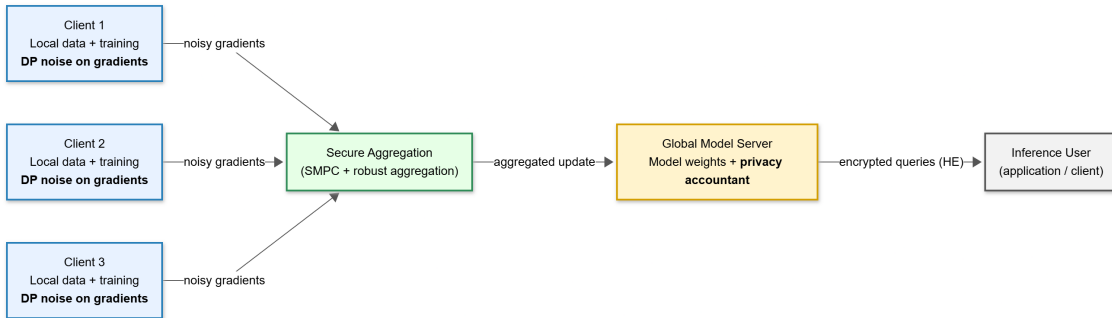 Client 1
Local data + training
DP noise on gradients
noisy gradients
Client 2
Local data + training
DP noise on gradients
noisy gradients
Client 3
Local data + training
DP noise on gradients
noisy gradients
Secure Aggregation
(SMPC + robust aggregation)
aggregated update
Global Model Server
Model weights + privacy
accountant
encrypted queries (HE)
Inference User
(application / client)